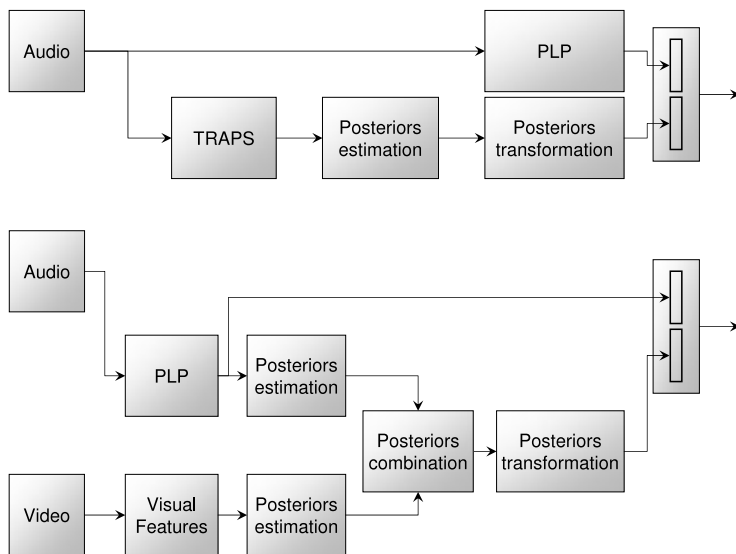 Audio
PLP
TRAPS
Posteriors
estimation
Posteriors
transformation
Audio
PLP
Posteriors
estimation
Posteriors
combination
Posteriors
transformation
Video
Visual
Features
Posteriors
estimation